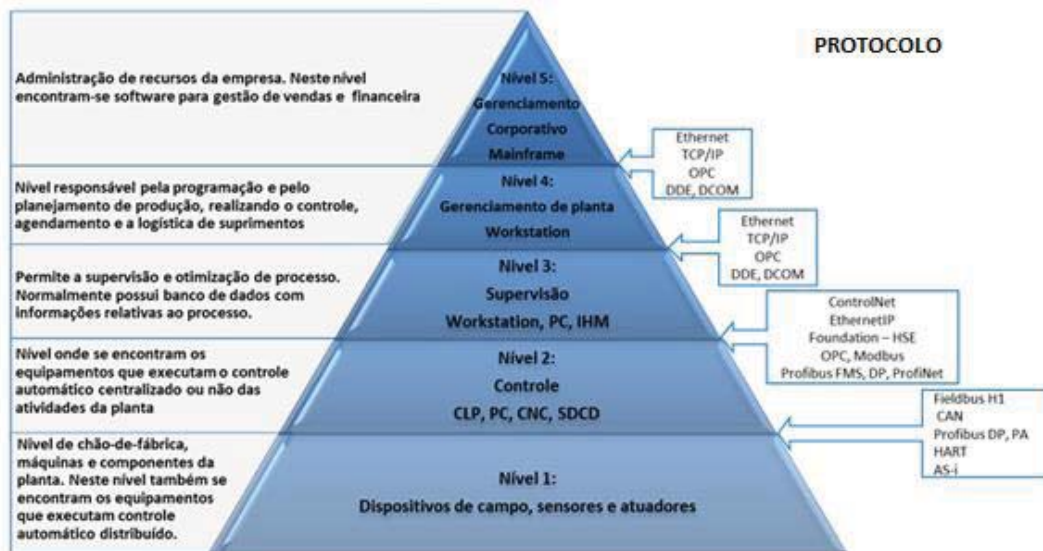 PROTOCOLO
Administração de recursos da empresa. Neste nível
encontram-se software para gestão de vendas e financeira
Nível 5:
Gerenciamento
Corporativo
Mainframe
Ethernet
TCP/IP
OPC
DDE, DCOM
Nível responsável pela programação e pelo
planejamento de produção, realizando o controle,
agendamento e a logística de suprimentos
Nível 4:
Gerenciamento de planta
Workstation
Ethernet
TCP/IP
OPC
DDE, DCOM
Permite a supervisão e otimização de processo.
Normalmente possui banco de dados com
informações relativas ao processo.
Nível 3:
Supervisão
Workstation, PC, IHM
ControlNet
EthernetIP
Foundation – HSE
OPC, Modbus
Profibus FMS, DP, ProfiNet
Nível onde se encontram os
equipamentos que executam o controle
automático centralizado ou não das
atividades da planta
Nível 2:
Controle
CLP, PC, CNC, SDCD
Fieldbus H1
CAN
Profibus DP, PA
HART
AS-i
Nível de chão-de-fábrica,
máquinas e componentes da
planta. Neste nível também se
encontram os equipamentos
que executam controle
automático distribuído.
Nível 1:
Dispositivos de campo, sensores e atuadores